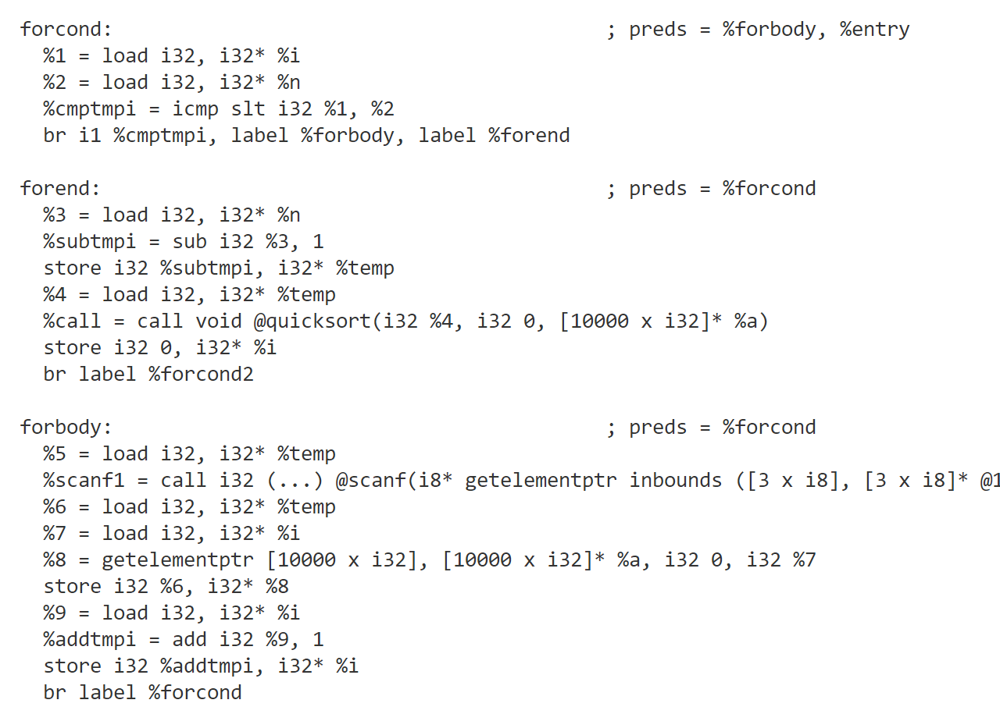 forcond:                                          ; preds = %forbody, %entry
  %1 = load i32, i32* %i
  %2 = load i32, i32* %n
  %cmptmpi = icmp slt i32 %1, %2
  br i1 %cmptmpi, label %forbody, label %forend

forend:                                           ; preds = %forcond
  %3 = load i32, i32* %n
  %subtmpi = sub i32 %3, 1
  store i32 %subtmpi, i32* %temp
  %4 = load i32, i32* %temp
  %call = call void @quicksort(i32 %4, i32 0, [10000 x i32]* %a)
  store i32 0, i32* %i
  br label %forcond2

forbody:                                          ; preds = %forcond
  %5 = load i32, i32* %temp
  %scanf1 = call i32 (...) @scanf(i8* getelementptr inbounds ([3 x i8], [3 x i8]* @1
  %6 = load i32, i32* %temp
  %7 = load i32, i32* %i
  %8 = getelementptr [10000 x i32], [10000 x i32]* %a, i32 0, i32 %7
  store i32 %6, i32* %8
  %9 = load i32, i32* %i
  %addtmpi = add i32 %9, 1
  store i32 %addtmpi, i32* %i
  br label %forcond